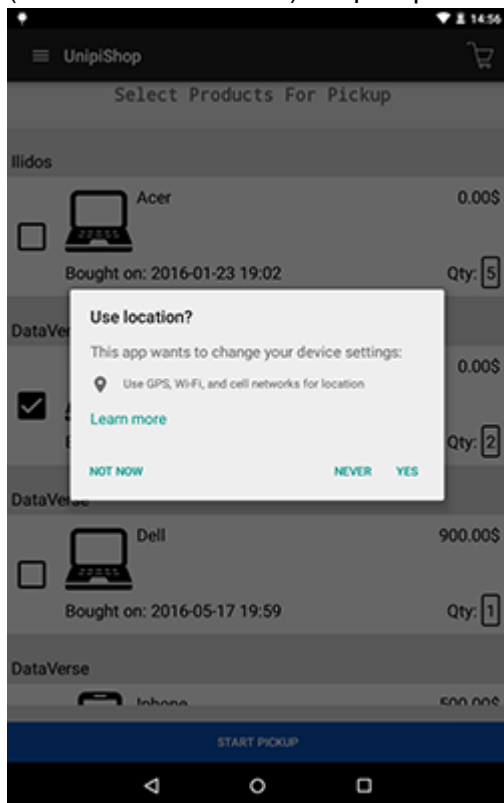 14:56
UnipiShop
Select Products For Pickup
Ilidos
Acer
0.00$
Bought on: 2016-01-23 19:02
Qty: 5
Use location?
DataVer
This app wants to change your device settings:
0.00$
Use GPS, Wi-Fi, and cell networks for location
Learn more
Qty: 2
NOT NOW
NEVER
YES
DataVerse
Dell
900.00$
Bought on: 2016-05-17 19:59
Qty: 1
DataVerse
Iphone
500.00$
START PICKUP